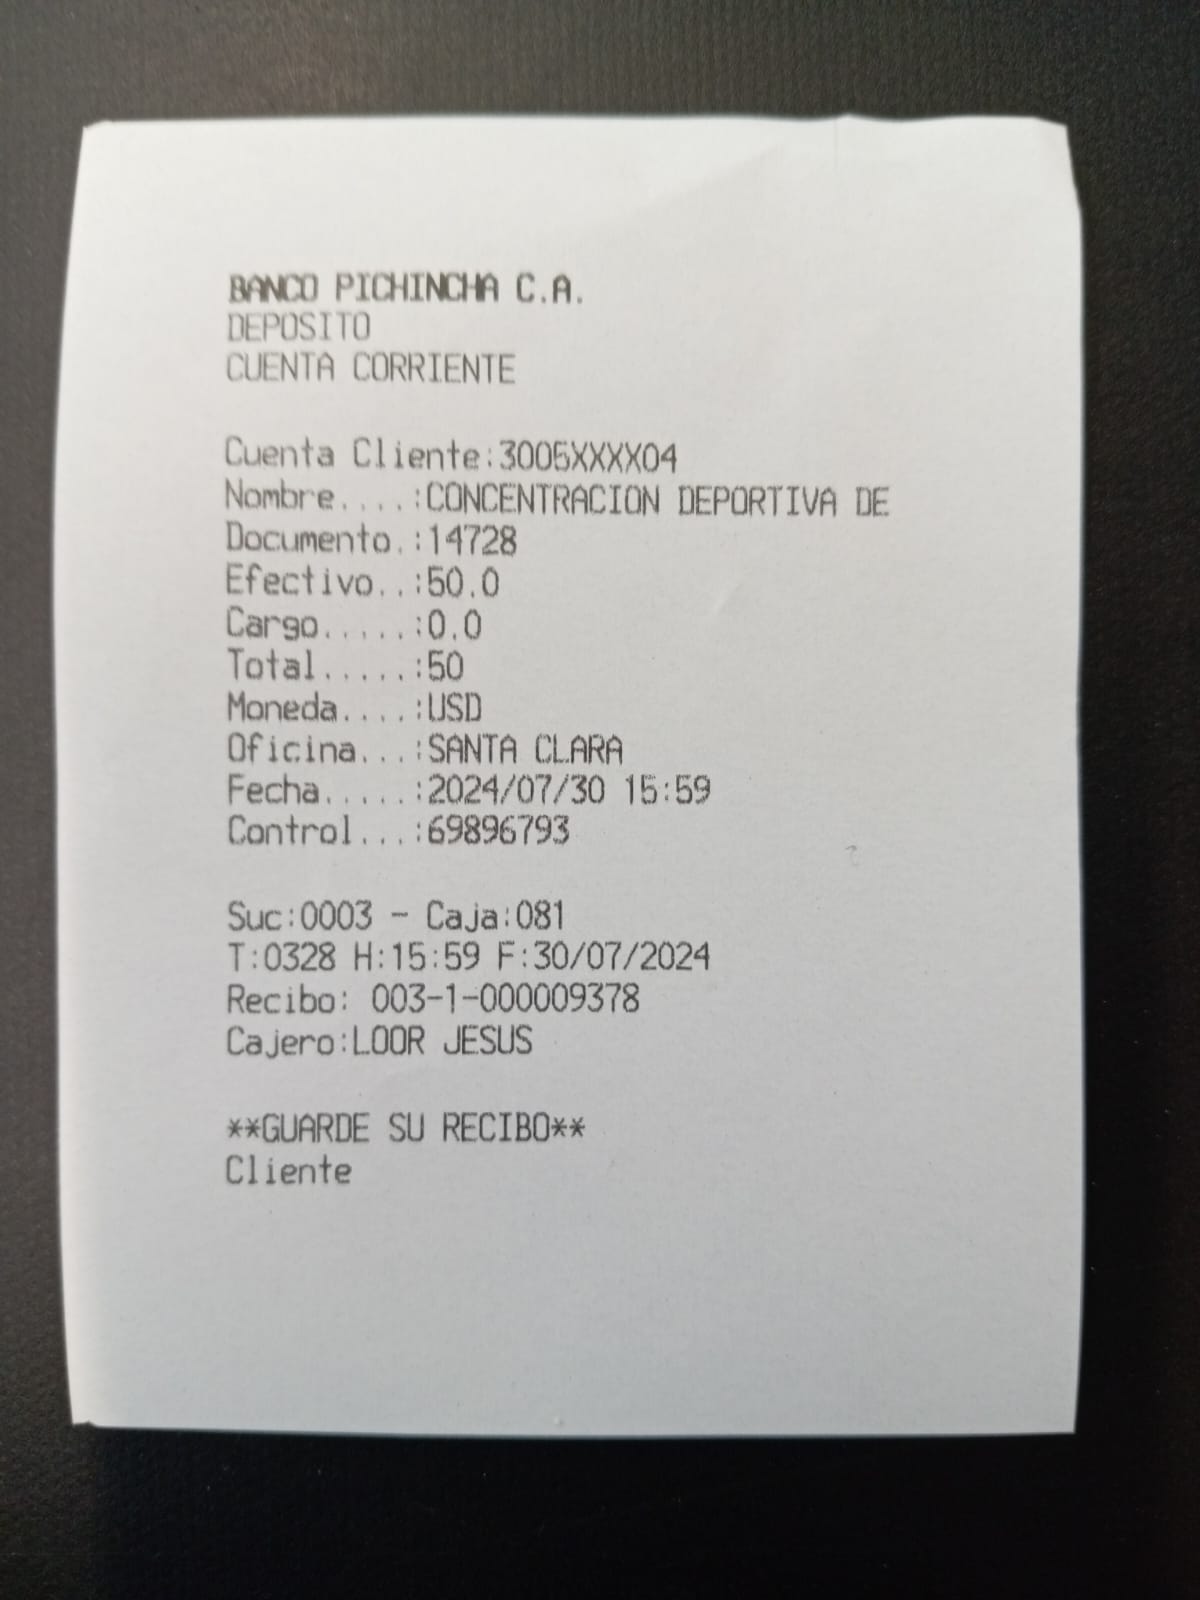 BANCO PICHINCHA C.A.
DEPOSITO
CUENTA CORRIENTE
Cuenta Cliente:3005XXXX04
Nombre....:CONCENTRACION DEPORTIVA DE
Documento.:14728
Efectivo..:50.0
Cargo.....:0.0
Total.....:50
Moneda....:USD
Oficina...:SANTA CLARA
Fecha.....:2024/07/30 15:59
Control...:69896793
Suc:0003 - Caja:081
T:0328 H:15:59 F:30/07/2024
Recibo: 003-1-000009378
Cajero:LOOR JESUS
**GUARDE SU RECIBO**
Cliente